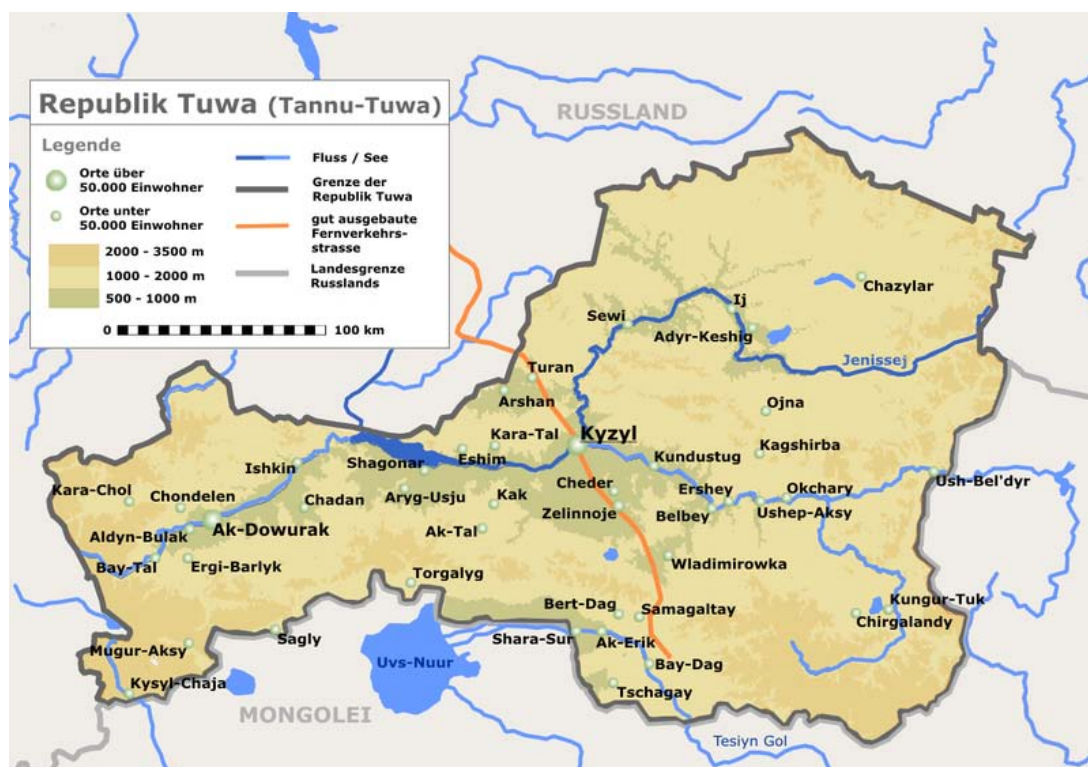 Republik Tuwa (Tannu-Tuwa)
Legende
Orte über
50.000 Einwohner
Orte unter
50.000 Einwohner
2000 - 3500 m
1000 - 2000 m
500 - 1000 m
Fluss / See
Grenze der
Republik Tuwa
gut ausgebaute
Fernverkehrs-
strasse
Landesgrenze
Russlands
0 100 km
RUSSLAND
Chazylar
Ij
Sewi
Adyr-Keshig
Jenissej
Turan
Arshan
Ojna
Kyzyl
Kara-Tal
Kagshirba
Eshim
Kundustug
Ishkin
Shagonar
Ush-Bel'dyr
Kara-Chol
Chondelen
Chadan
Aryg-Usju
Kak
Cheder
Ershey
Okchary
Zelinnoje
Belbey
Ushep-Aksy
Aldyn-Bulak
Ak-Dowurak
Ak-Tal
Bay-Tal
Ergi-Barlyk
Wladimirowka
Torgalyg
Bert-Dag
Samagaltay
Kungur-Tuk
Chirgalandy
Sagly
Shara-Sur
Ak-Erik
Mugur-Aksy
Uvs-Nuur
Bay-Dag
Kysyl-Chaja
Tschagay
MONGOLEI
Tesiyn Gol